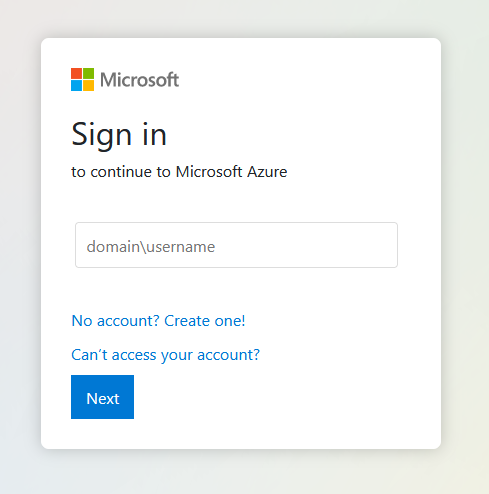 Microsoft
Sign in
to continue to Microsoft Azure
domain\username
No account? Create one!
Can't access your account?
Next